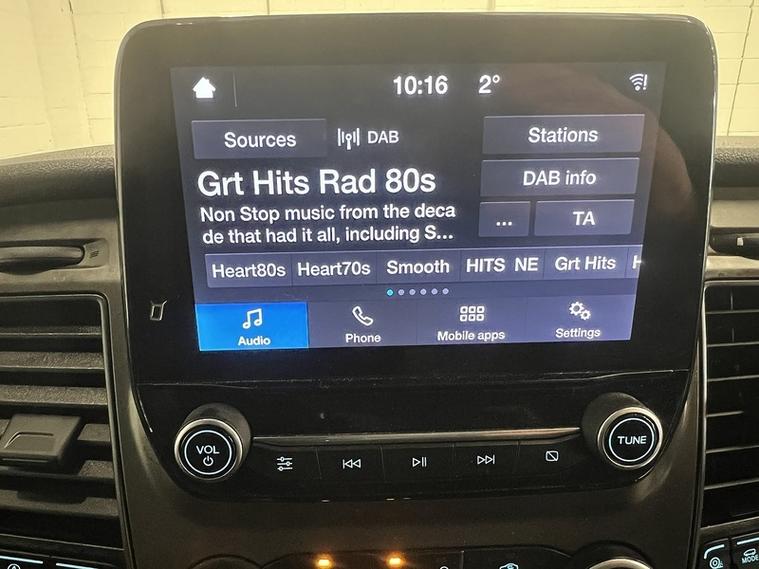 10:16 2°
Sources DAB Stations
Grt Hits Rad 80s
DAB info
Non Stop music from the deca
de that had it all, including S...
... TA
Heart80s Heart70s Smooth HITS NE Grt Hits H
Audio Phone Mobile apps Settings
VOL
TUNE
MODE